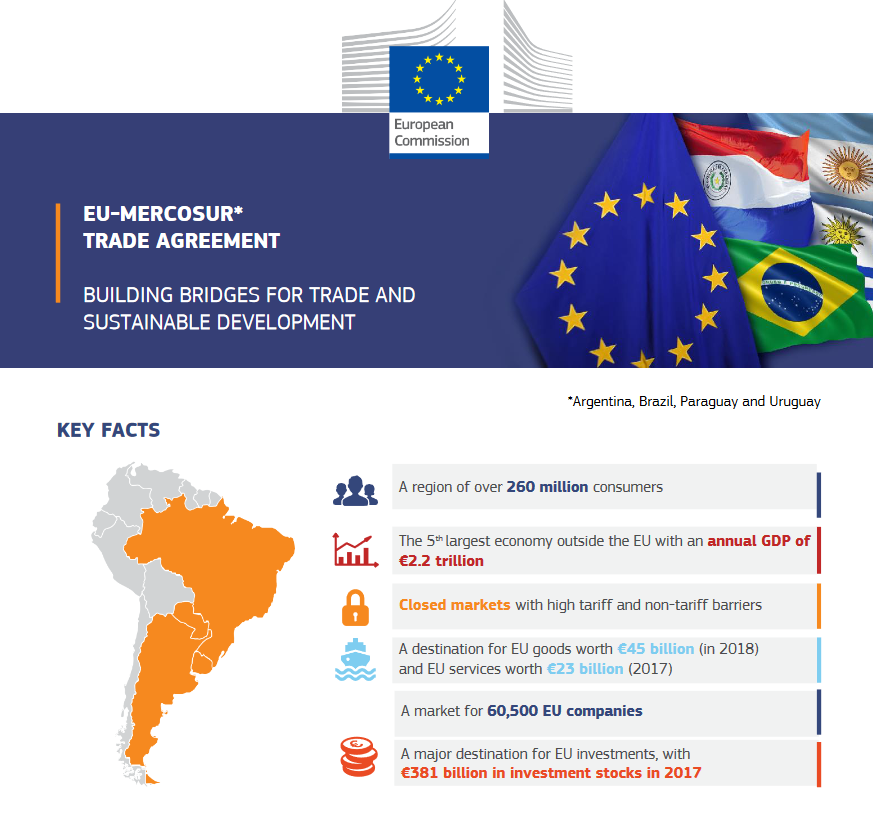 European
Commission
EU-MERCOSUR*
TRADE AGREEMENT
BUILDING BRIDGES FOR TRADE AND
SUSTAINABLE DEVELOPMENT
*Argentina, Brazil, Paraguay and Uruguay
KEY FACTS
A region of over 260 million consumers
The 5th largest economy outside the EU with an annual GDP of
€2.2 trillion
Closed markets with high tariff and non-tariff barriers
A destination for EU goods worth €45 billion (in 2018)
and EU services worth €23 billion (2017)
A market for 60,500 EU companies
A major destination for EU investments, with
€381 billion in investment stocks in 2017